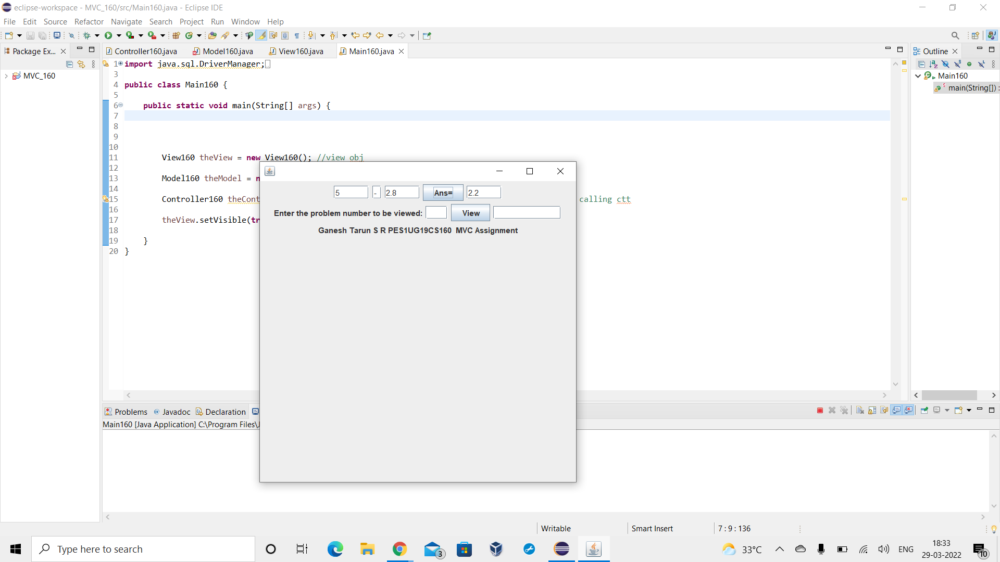 eclipse-workspace - MVC_160/src/Main160.java - Eclipse IDE
File Edit Source Refactor Navigate Search Project Run Window Help
Package Ex...
Controller160.java Model160.java View160.java Main160.java
Outline
MVC_160
1 import java.sql.DriverManager;
3
4 public class Main160 {
5
6 public static void main(String[] args) {
7
8
9
10
11 View160 theView = new View160(); //view obj
12
13 Model160 theModel = n
14
15 Controller160 theCont calling ctt
16
17 theView.setVisible(tr
18
19 }
20 }
Main160
main(String[]) :
5 - 2.8 Ans= 2.2
Enter the problem number to be viewed: View
Ganesh Tarun S R PES1UG19CS160 MVC Assignment
Problems @ Javadoc Declaration
Main160 [Java Application] C:\Program Files\J
Writable Smart Insert 7 : 9 : 136
Type here to search
3
33°C
ENG
18:33
29-03-2022
10